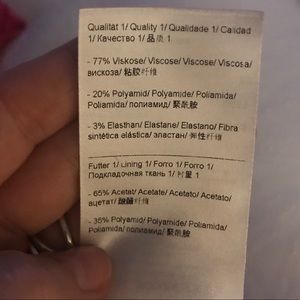 Qualität 1/ Quality 1/ Qualidade 1/ Calidad
1/ Качество 1/ 品质 1
- 77% Viskose/ Viscose/ Viscose/ Viscosa/
вискоза/ 粘胶纤维
- 20% Polyamid/ Polyamide/ Poliamida/
Poliamida/ полиамид/ 聚酰胺
- 3% Elasthan/ Elastane/ Elastano/ Fibra
sintética elástica/ эластан/ 弹性纤维
Futter 1/ Lining 1/ Forro 1/ Forro 1/
Подкладочная ткань 1/ 衬里 1
- 65% Acetat/ Acetate/ Acetato/ Acetato/
ацетат/ 醋酯纤维
- 35% Polyamid/ Polyamide/ Poliamida/
Poliamida/ полиамид/ 聚酰胺